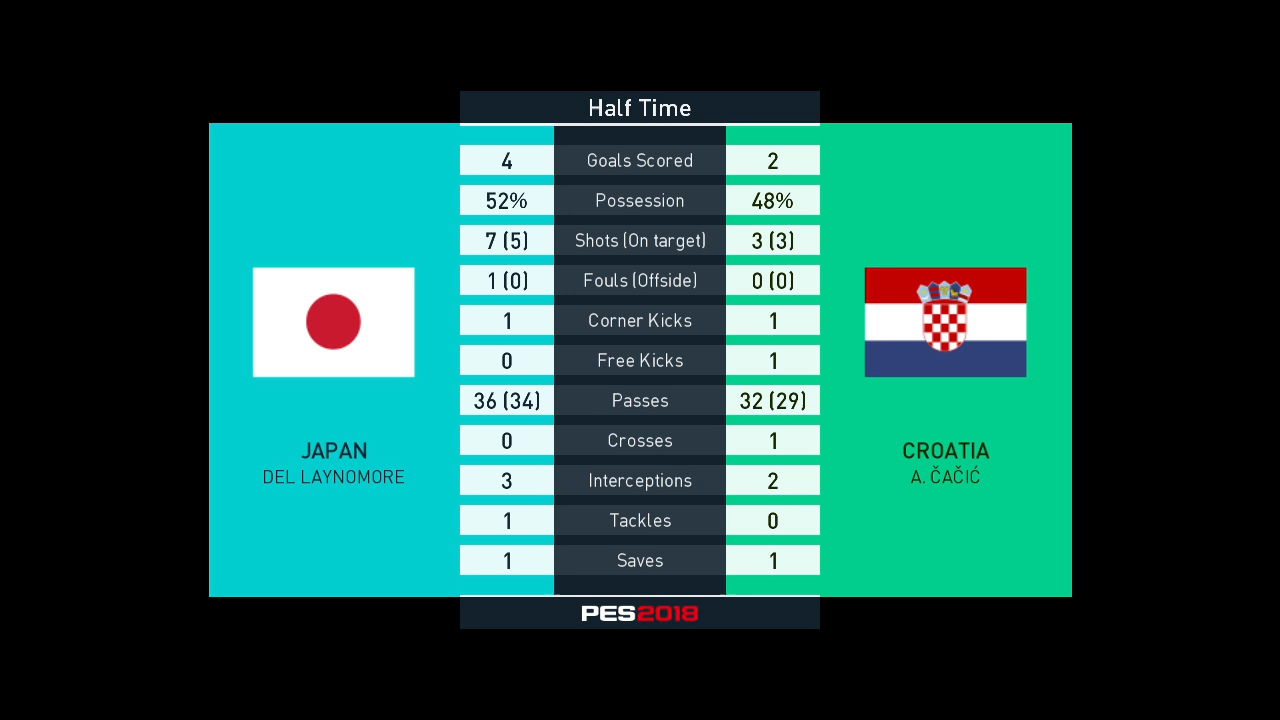 Half Time
4 Goals Scored 2
52% Possession 48%
7 (5) Shots (On target) 3 (3)
1 (0) Fouls (Offside) 0 (0)
1 Corner Kicks 1
0 Free Kicks 1
36 (34) Passes 32 (29)
0 Crosses 1
3 Interceptions 2
1 Tackles 0
1 Saves 1
JAPAN
DEL LAYNOMORE
CROATIA
A. ČAČIĆ
PES2018